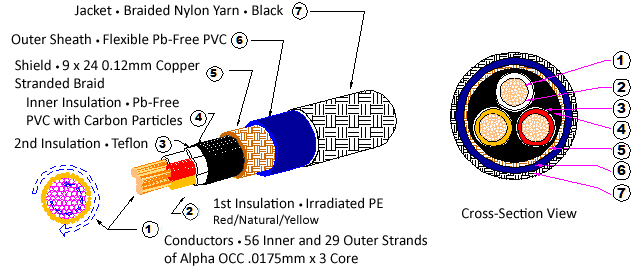 Jacket • Braided Nylon Yarn • Black 7
Outer Sheath • Flexible Pb-Free PVC 6
Shield • 9 x 24 0.12mm Copper
Stranded Braid 5
Inner Insulation • Pb-Free
PVC with Carbon Particles 4
2nd Insulation • Teflon 3
2
1
1st Insulation • Irradiated PE
Red/Natural/Yellow
Conductors • 56 Inner and 29 Outer Strands
of Alpha OCC .0175mm x 3 Core
1
2
3
4
5
6
7
Cross-Section View